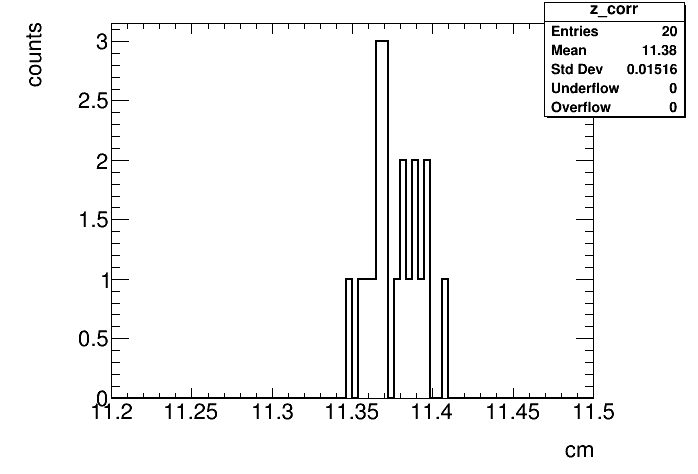 z_corr
Entries 20
Mean 11.38
Std Dev 0.01516
Underflow 0
Overflow 0
counts
3
2.5
2
1.5
1
0.5
0
11.2 11.25 11.3 11.35 11.4 11.45 11.5
cm